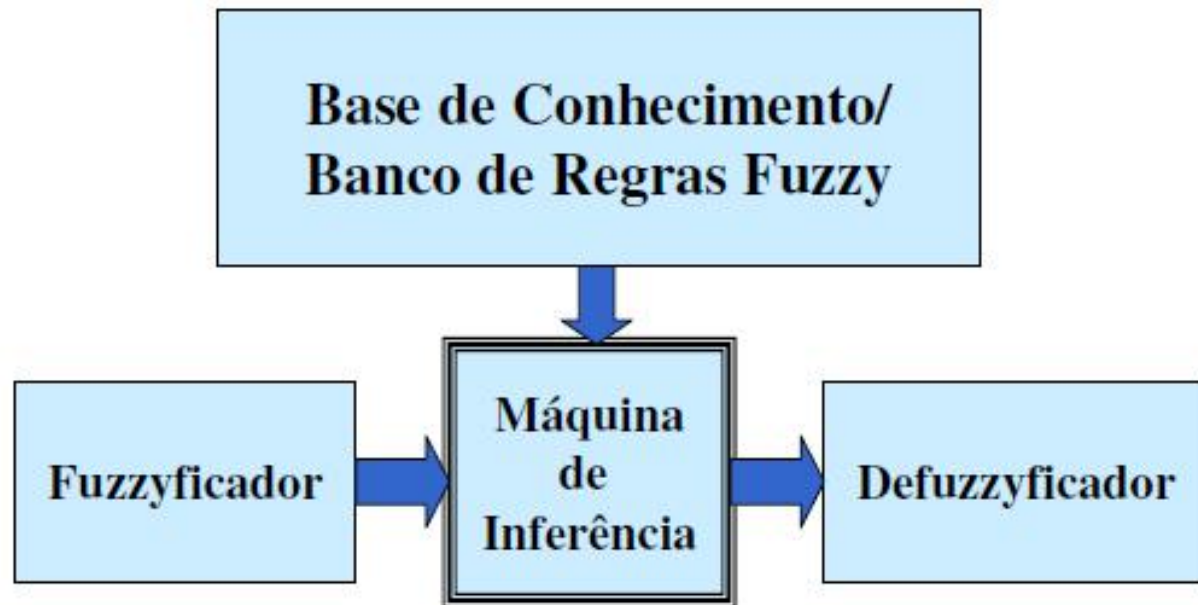 Base de Conhecimento/
Banco de Regras Fuzzy
Fuzzyficador
Máquina
de
Inferência
Defuzzyficador